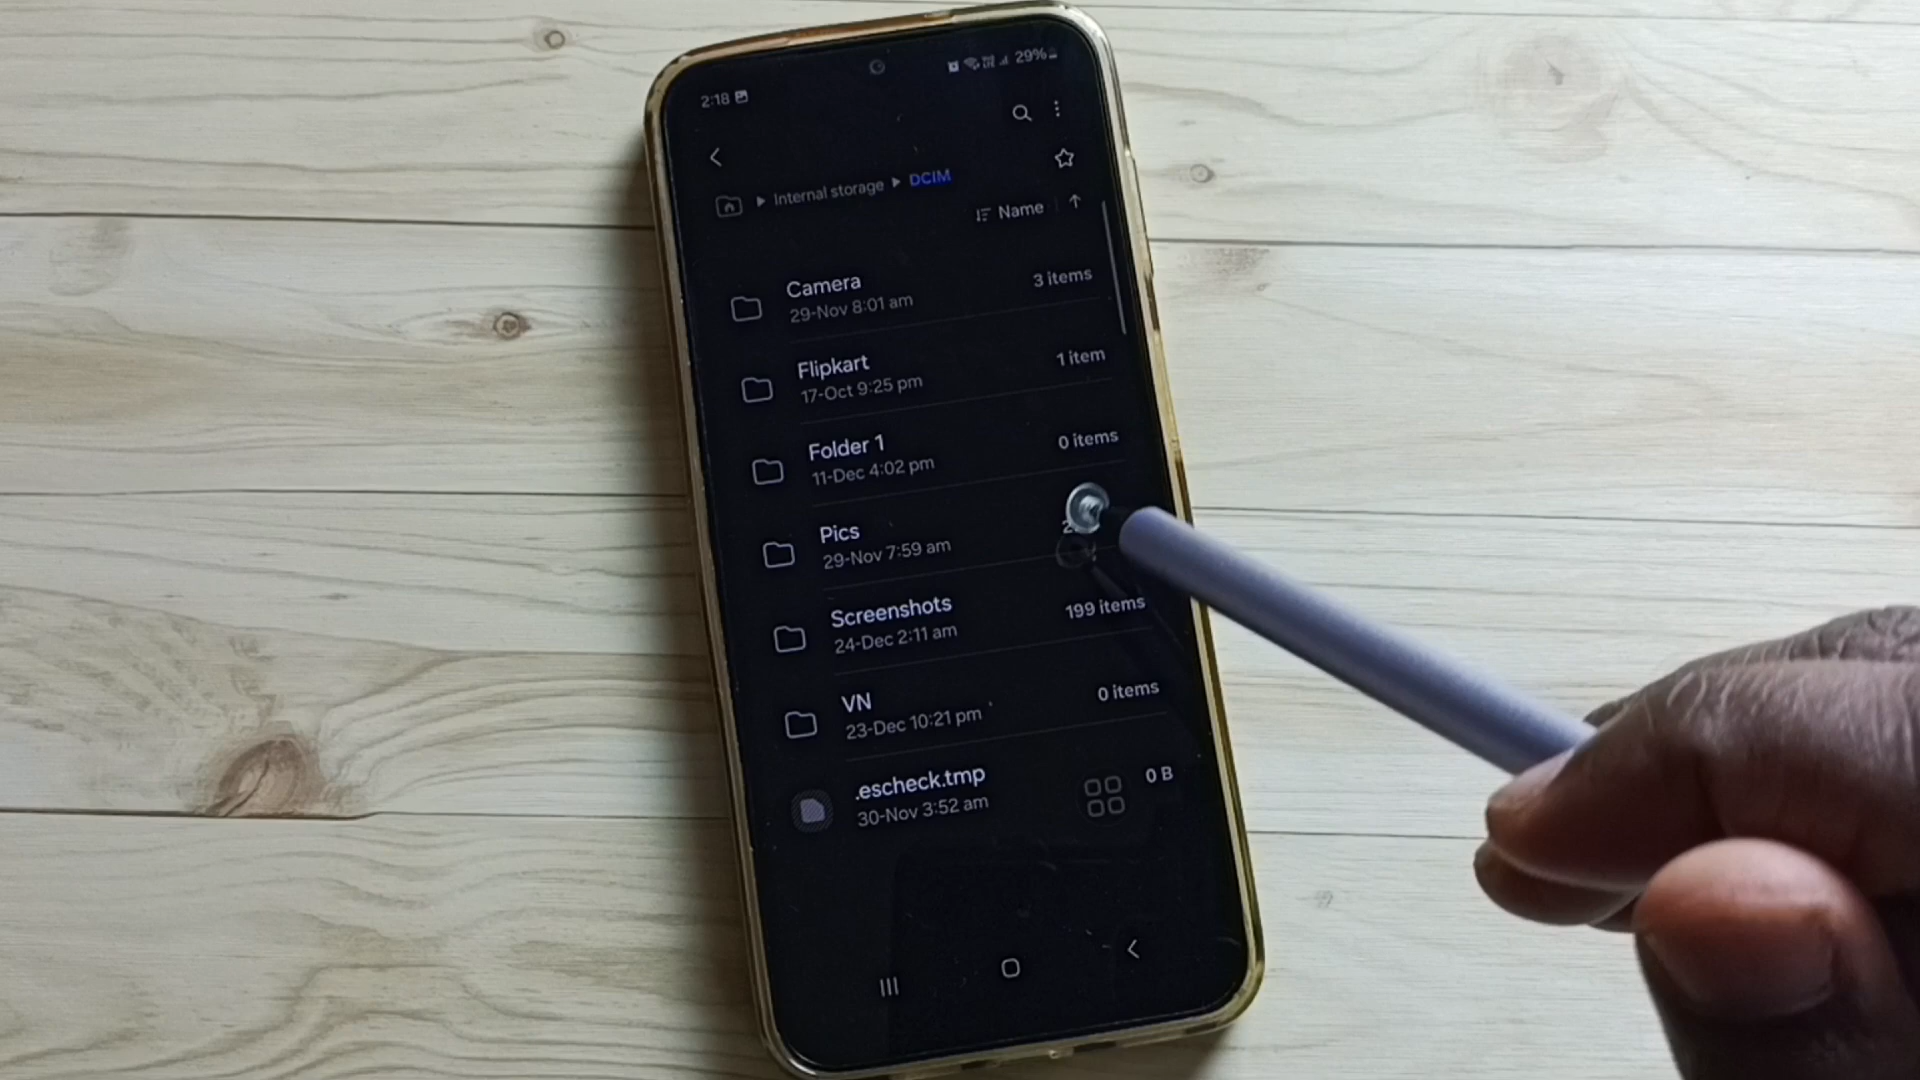 2:18
29%
Internal storage DCIM
Name
Camera
3 items
29-Nov 8:01 am
Flipkart
1 item
17-Oct 9:25 pm
Folder 1
0 items
11-Dec 4:02 pm
Pics
29-Nov 7:59 am
Screenshots
199 items
24-Dec 2:11 am
VN
0 items
23-Dec 10:21 pm
.escheck.tmp
0 B
30-Nov 3:52 am